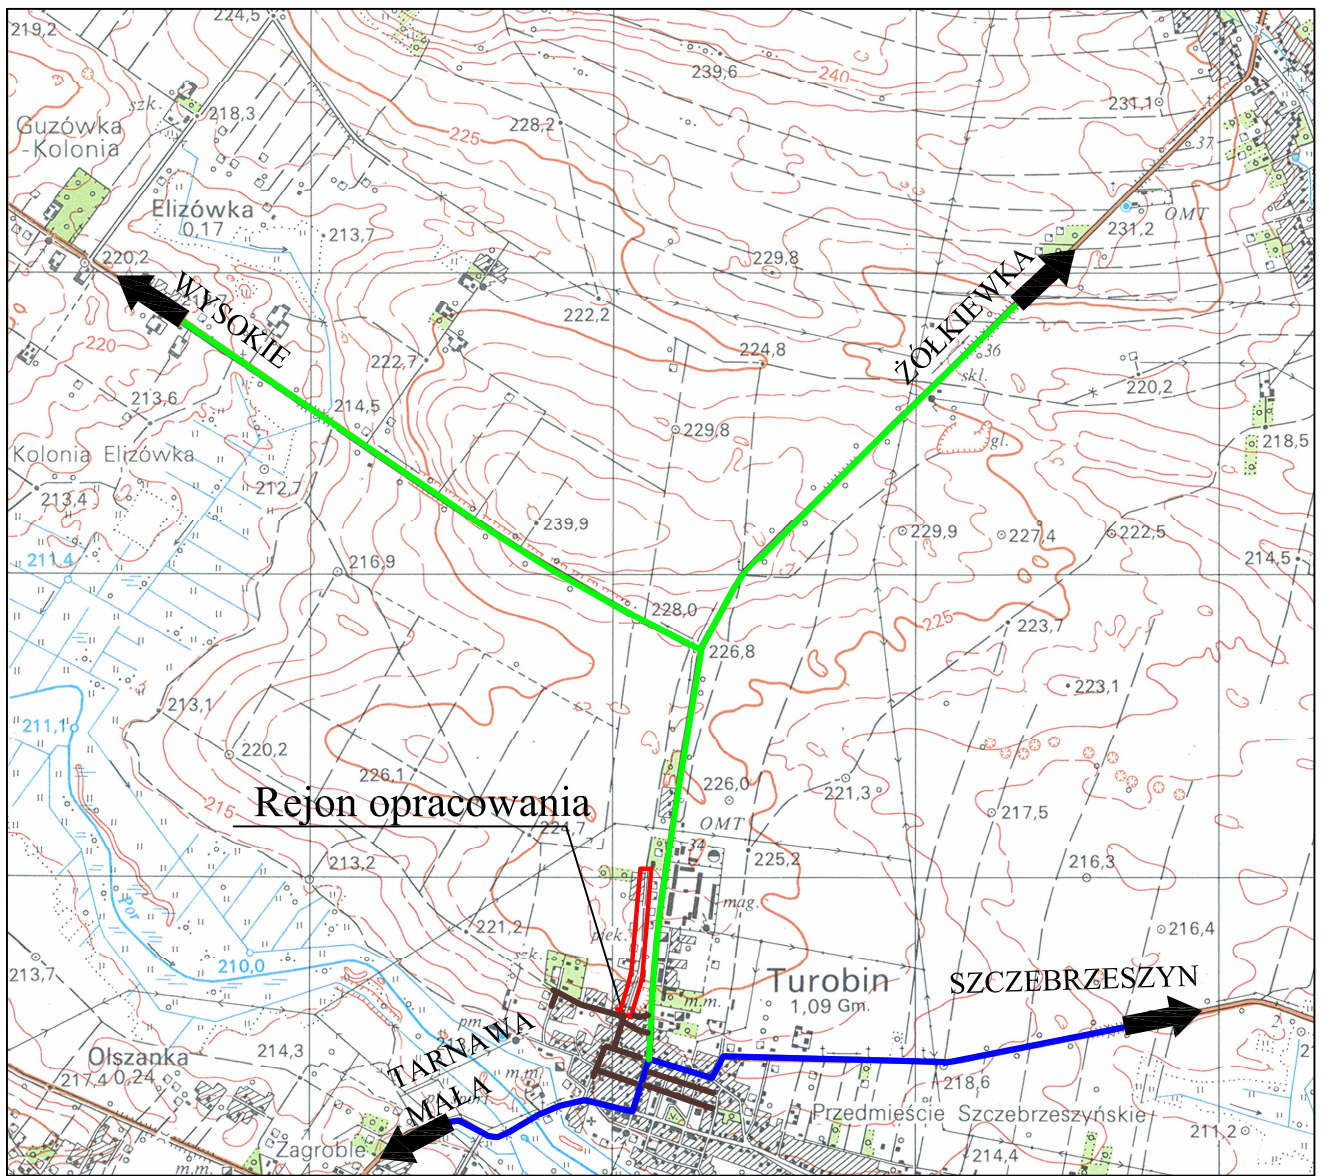 219,2
224,5
239,6
240
231,1
szk.
218,3
228,2
225
37
Guzówka
-Kolonia
Elizówka
0,17
213,7
OMT
231,2
220,2
229,8
WYSOKIE
ŻÓŁKIEWKA
222,2
220
222,7
224,8
36
skl.
220,2
213,6
214,5
229,8
218,5
Kolonia Elizówka
gl.
212,7
213,4
239,9
229,9
227,4
222,5
211,4
216,9
214,5
228,0
225
223,7
226,8
223,1
213,1
211,1
220,2
226,1
226,0
221,3
215
Rejon opracowania
217,5
224,7
OMT
34
213,2
225,2
216,3
Por
mag.
221,2
piek.
216,4
szk.
213,7
210,0
Turobin
1,09 Gm.
SZCZEBRZESZYN
m.m.
pm.
TARNAWA
MAŁA
2
Olszanka
0,24
214,3
217,4
m.m.
218,6
Przedmieście Szczebrzeszyńskie
211,2
Zagroble
214,4
m.m.